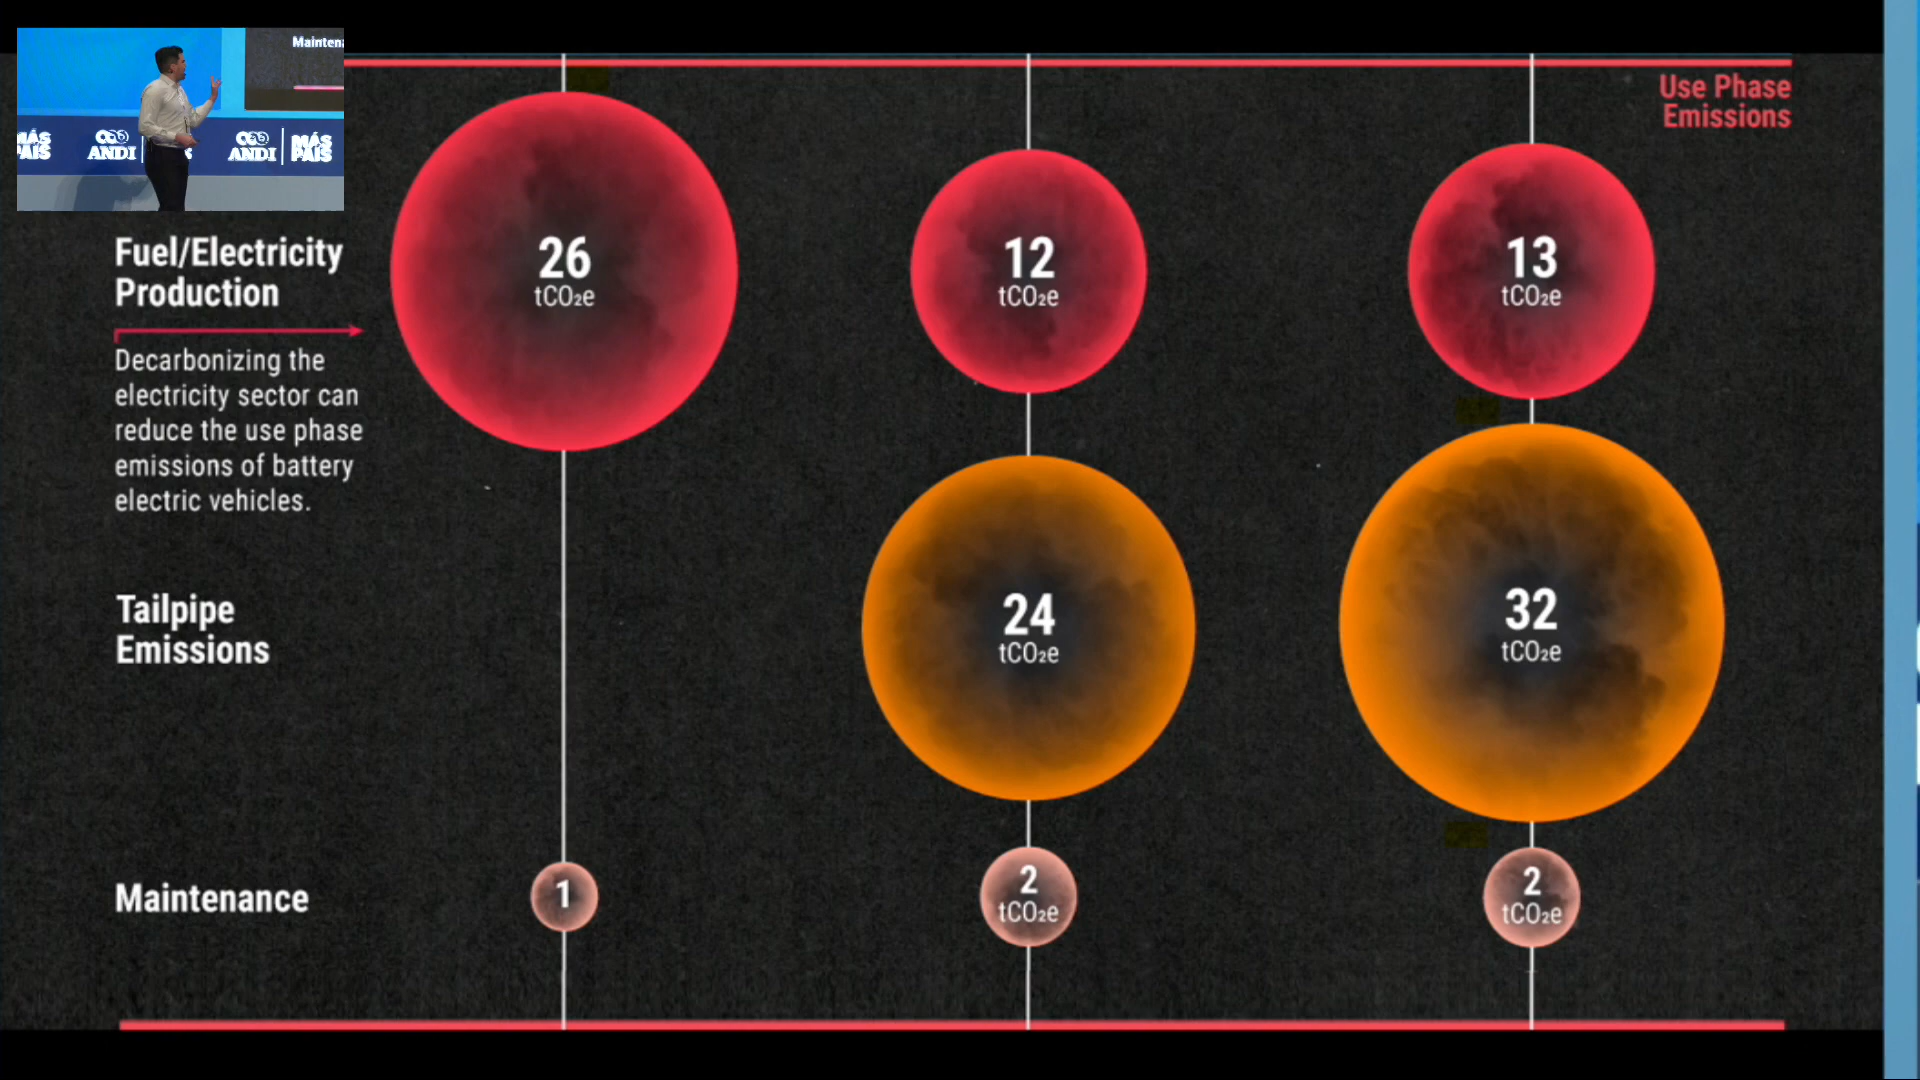 Mainten
MÁS
PAÍS
ANDI
S
ANDI
MÁS
PAÍS
Use Phase
Emissions
Fuel/Electricity
Production
Decarbonizing the
electricity sector can
reduce the use phase
emissions of battery
electric vehicles.
26
tCO₂e
12
tCO₂e
13
tCO₂e
Tailpipe
Emissions
24
tCO₂e
32
tCO₂e
Maintenance
1
2
tCO₂e
2
tCO₂e